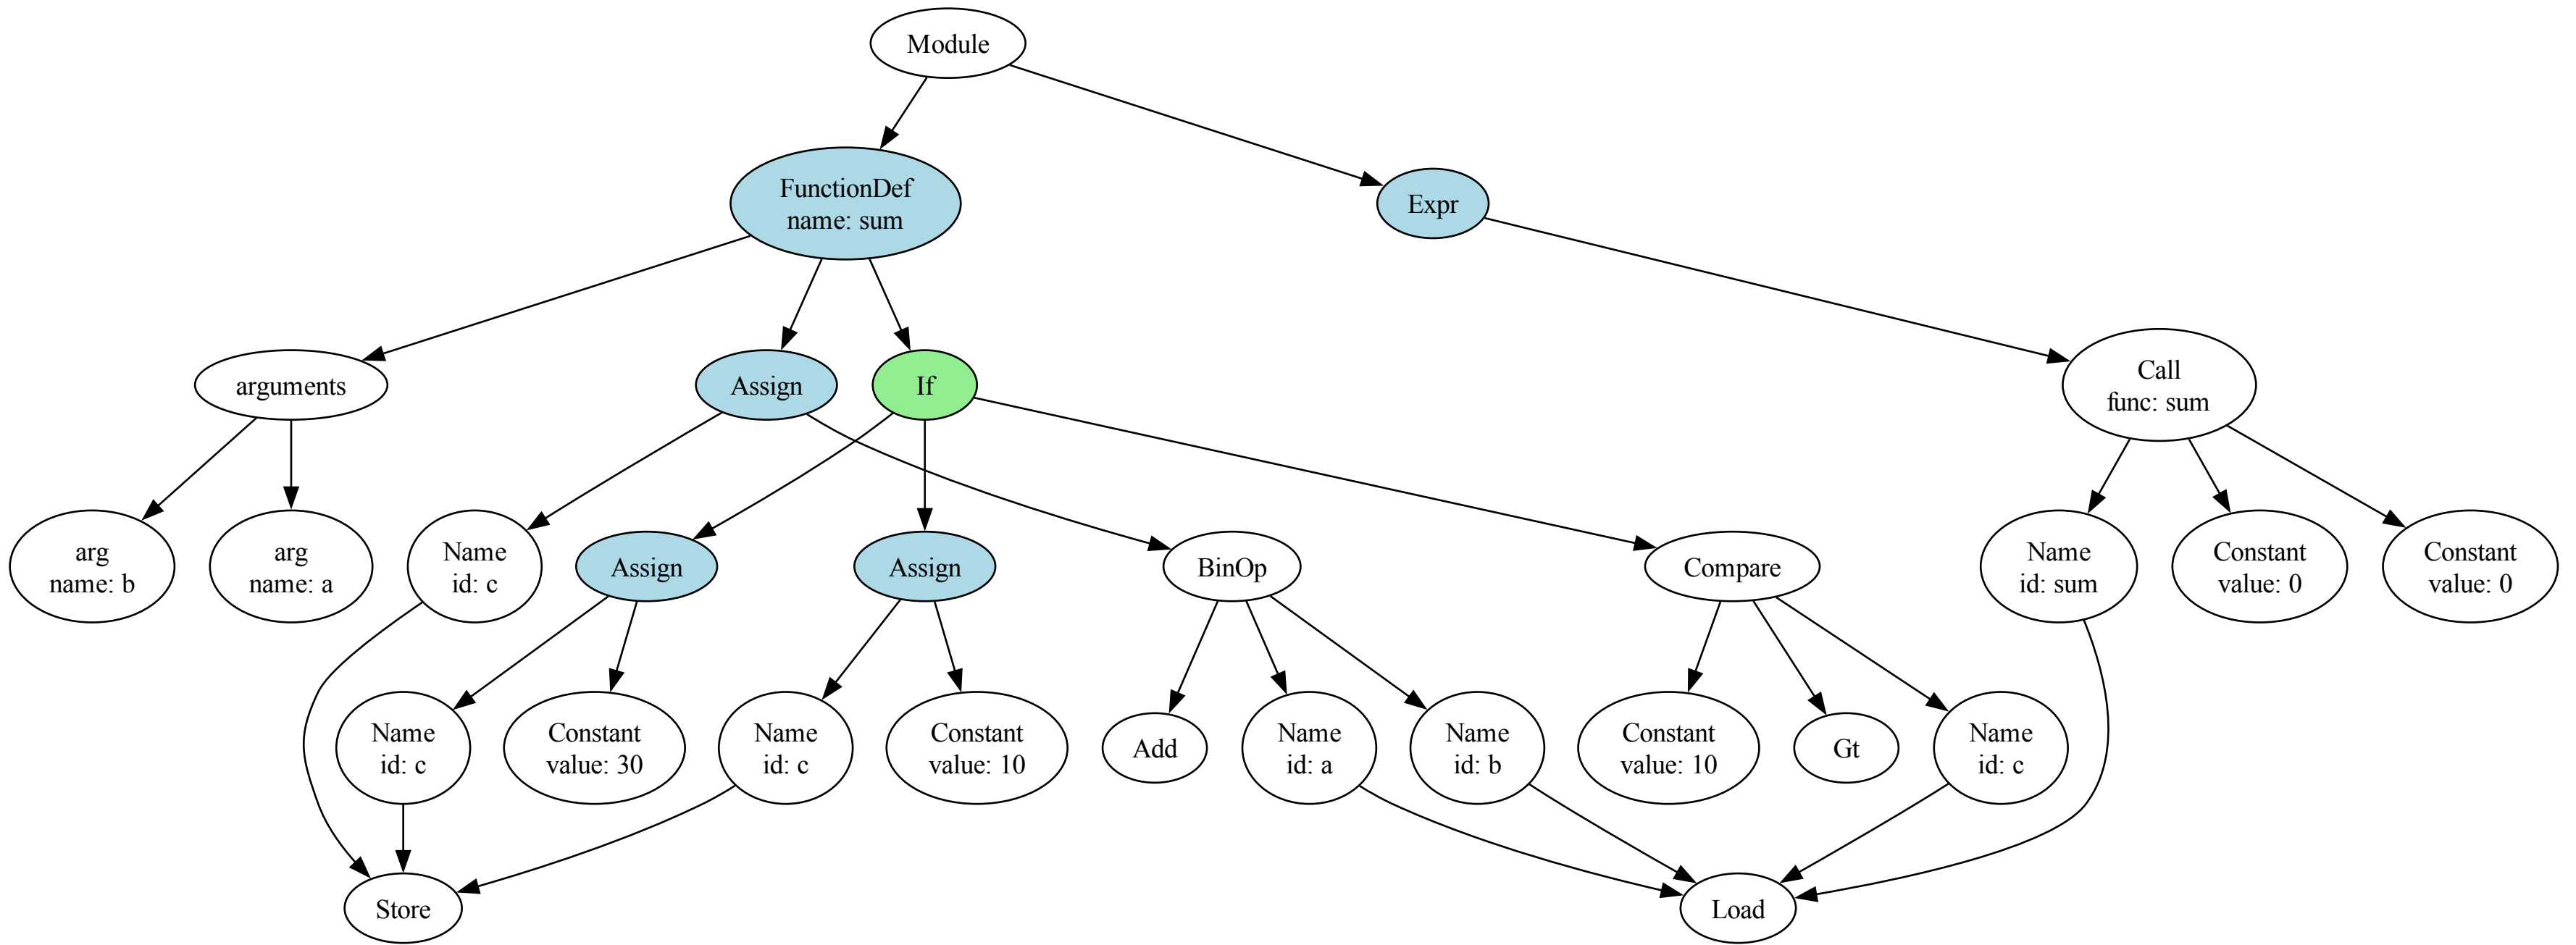 Module
FunctionDef
name: sum
Expr
arguments
Assign
If
Call
func: sum
arg
name: b
arg
name: a
Name
id: c
Assign
Assign
BinOp
Compare
Name
id: sum
Constant
value: 0
Constant
value: 0
Name
id: c
Constant
value: 30
Name
id: c
Constant
value: 10
Add
Name
id: a
Name
id: b
Constant
value: 10
Gt
Name
id: c
Store
Load